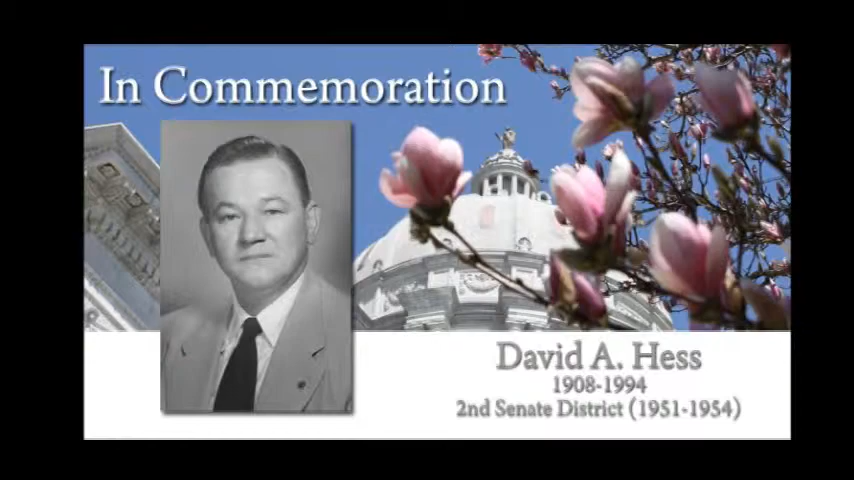 In Commemoration
David A. Hess
1908-1994
2nd Senate District (1951-1954)